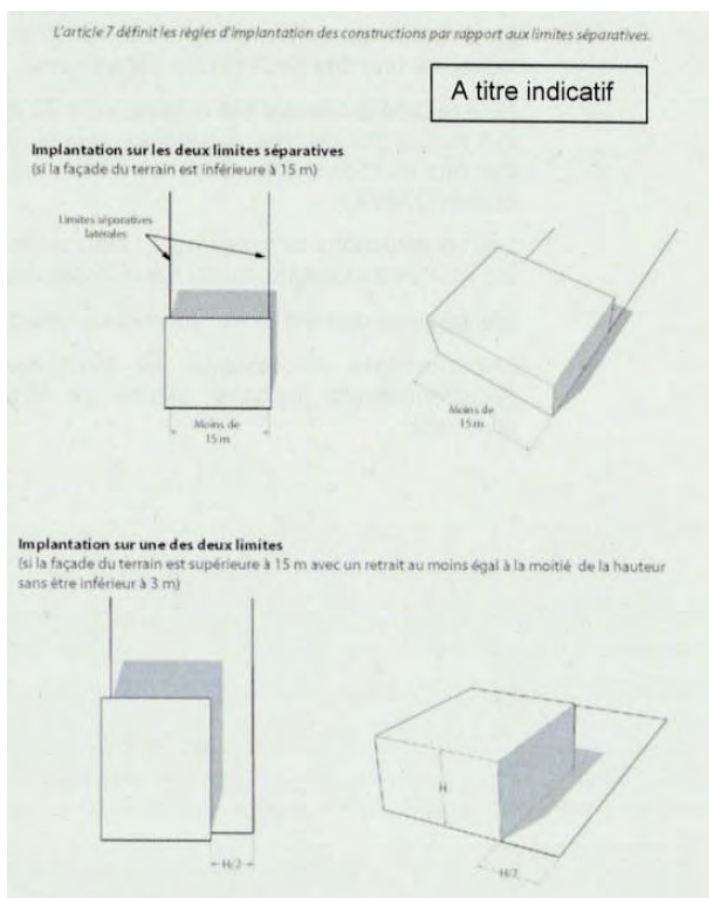 L'article 7 définit les règles d'implantation des constructions par rapport aux limites séparatives.
A titre indicatif
Implantation sur les deux limites séparatives
(si la façade du terrain est inférieure à 15 m)
Limites séparatives
latérales
Moins de
15 m
Moins de
15 m
Implantation sur une des deux limites
(si la façade du terrain est supérieure à 15 m avec un retrait au moins égal à la moitié de la hauteur
sans être inférieur à 3 m)
H
H/2
H/2